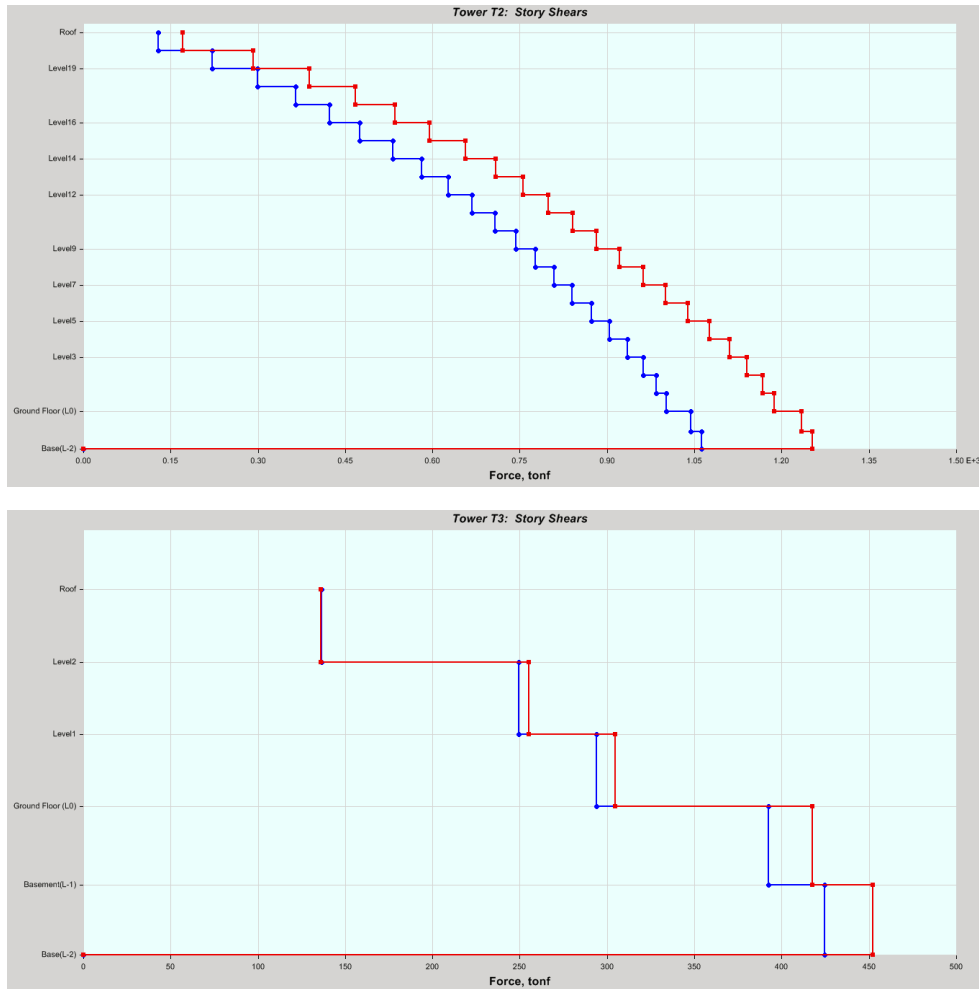 Tower T2: Story Shears
Roof
Level19
Level16
Level14
Level12
Level9
Level7
Level5
Level3
Ground Floor (L0)
Base(L-2)
0.00 0.15 0.30 0.45 0.60 0.75 0.90 1.05 1.20 1.35 1.50 E+3
Force, tonf
Tower T3: Story Shears
Roof
Level2
Level1
Ground Floor (L0)
Basement(L-1)
Base(L-2)
0 50 100 150 200 250 300 350 400 450 500
Force, tonf